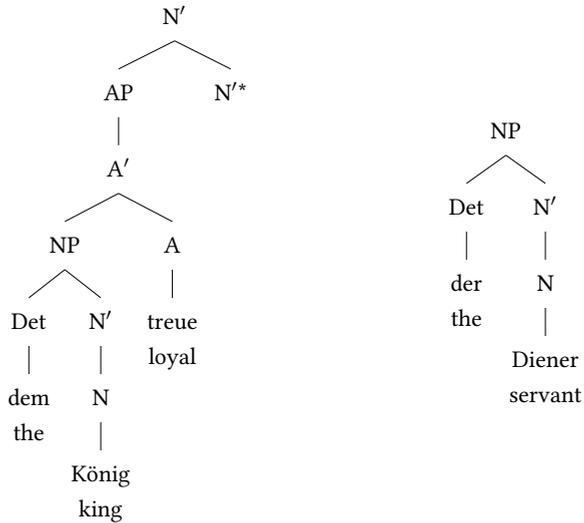 N′
AP N′*
NP
A′
Det N′
NP A
der N
the
Det N′ treue
loyal
Diener
servant
dem N
the
König
king